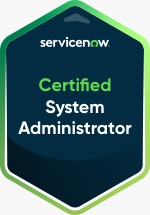 servicenow
Certified
System
Administrator